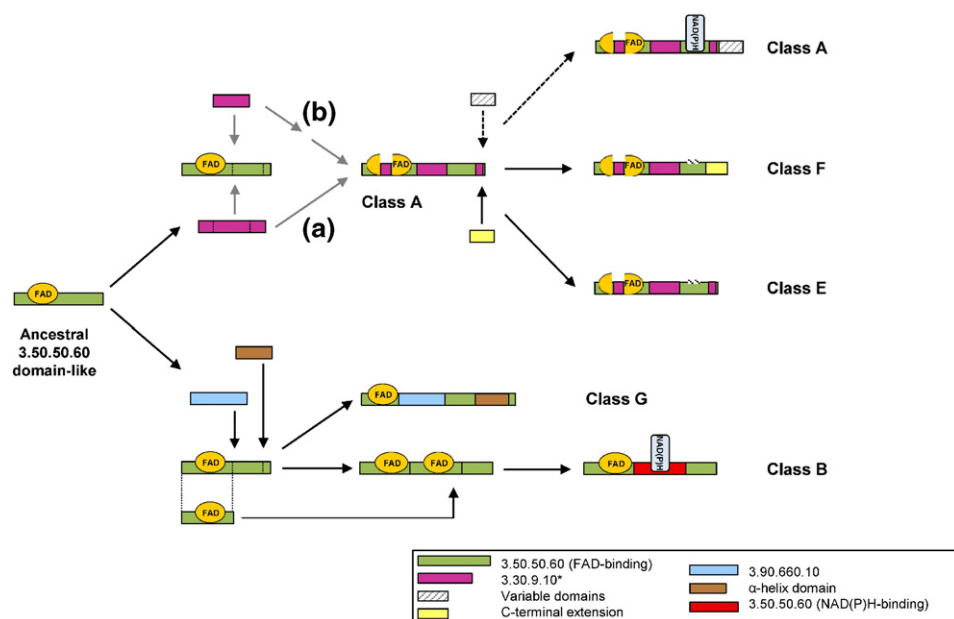 NAD(P)H
FAD
Class A
(b)
FAD
FAD
FAD
Class F
Class A
(a)
FAD
Class E
FAD
Ancestral
3.50.50.60
domain-like
FAD
Class G
FAD
FAD
FAD
FAD
NAD(P)H
Class B
FAD
3.50.50.60 (FAD-binding)
3.30.9.10*
Variable domains
C-terminal extension
3.90.660.10
α-helix domain
3.50.50.60 (NAD(P)H-binding)